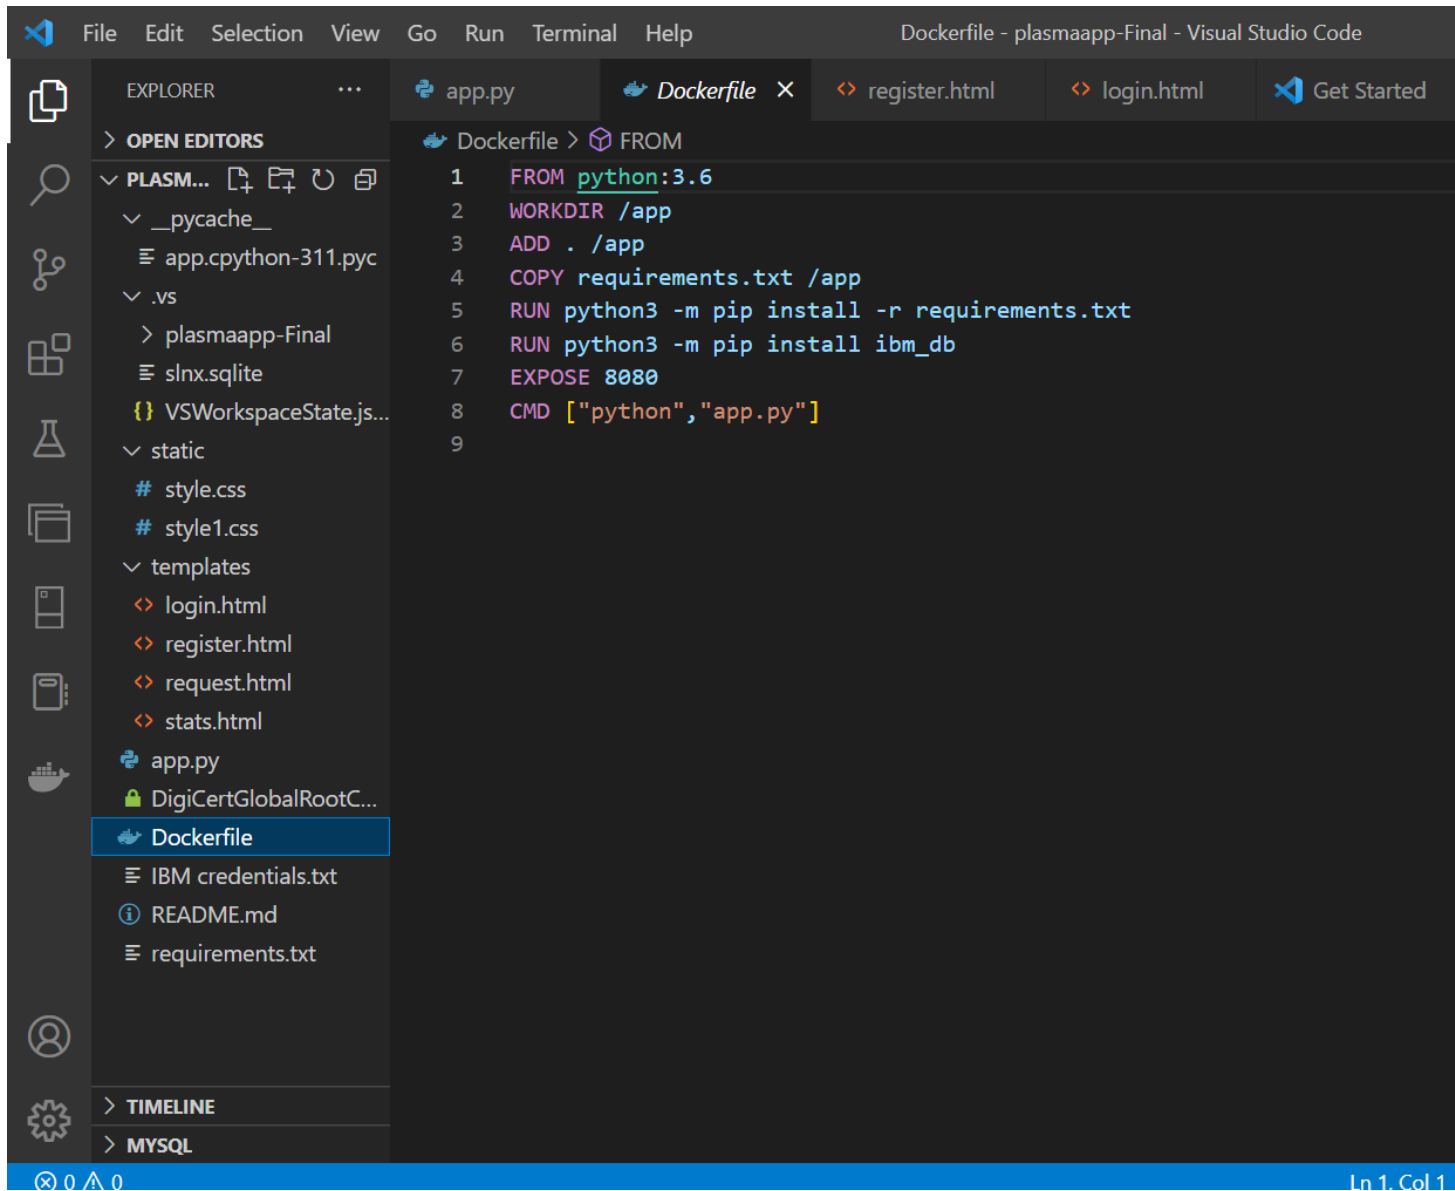 File Edit Selection View Go Run Terminal Help Dockerfile - plasmaapp-Final - Visual Studio Code
EXPLORER ...
app.py Dockerfile register.html login.html Get Started
OPEN EDITORS
Dockerfile > FROM
PLASM...
__pycache__
app.cpython-311.pyc
.vs
plasmaapp-Final
slnx.sqlite
{} VSWorkspaceState.js...
static
# style.css
# style1.css
templates
<> login.html
<> register.html
<> request.html
<> stats.html
app.py
DigiCertGlobalRootC...
Dockerfile
IBM credentials.txt
README.md
requirements.txt
TIMELINE
MYSQL
1 FROM python:3.6
2 WORKDIR /app
3 ADD . /app
4 COPY requirements.txt /app
5 RUN python3 -m pip install -r requirements.txt
6 RUN python3 -m pip install ibm_db
7 EXPOSE 8080
8 CMD ["python","app.py"]
9
0 0 Ln 1, Col 1